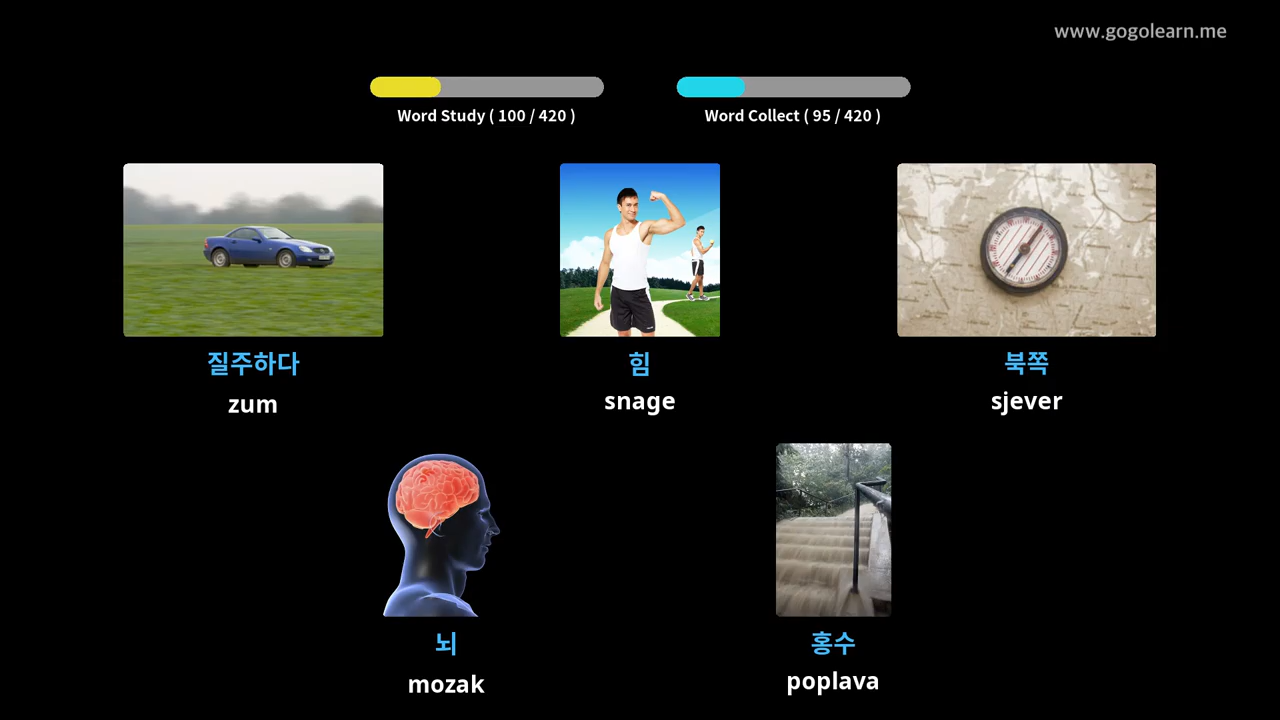 www.gogolearn.me
Word Study ( 100 / 420 )
Word Collect ( 95 / 420 )
질주하다
zum
힘
snage
북쪽
sjever
뇌
mozak
홍수
poplava